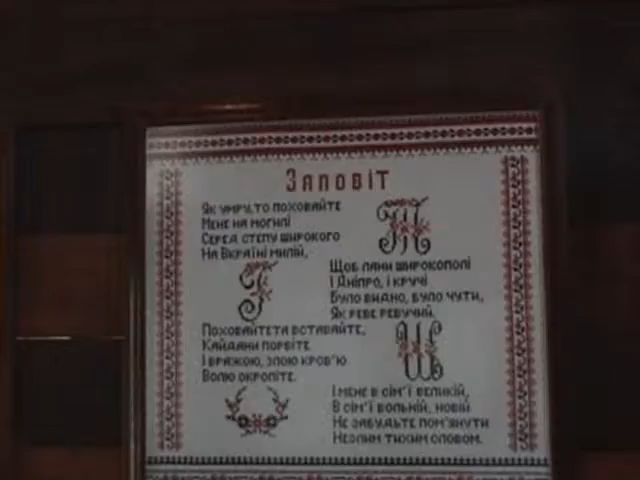 Заповіт
Як умру, то поховайте
Мене на могилі
Серед степу широкого
На Вкраїні милій,
Т
Щоб лани широкополі
І Дніпро, і кручі
Було видно, було чути,
Як реве ревучий.
Г
Поховайте та вставайте,
Кайдани порвіте
І вражою, злою кров'ю
Волю окропіте.
Ш
І мене в сім'ї великій,
В сім'ї вольній, новій
Не забудьте пом'янути
Незлим тихим словом.